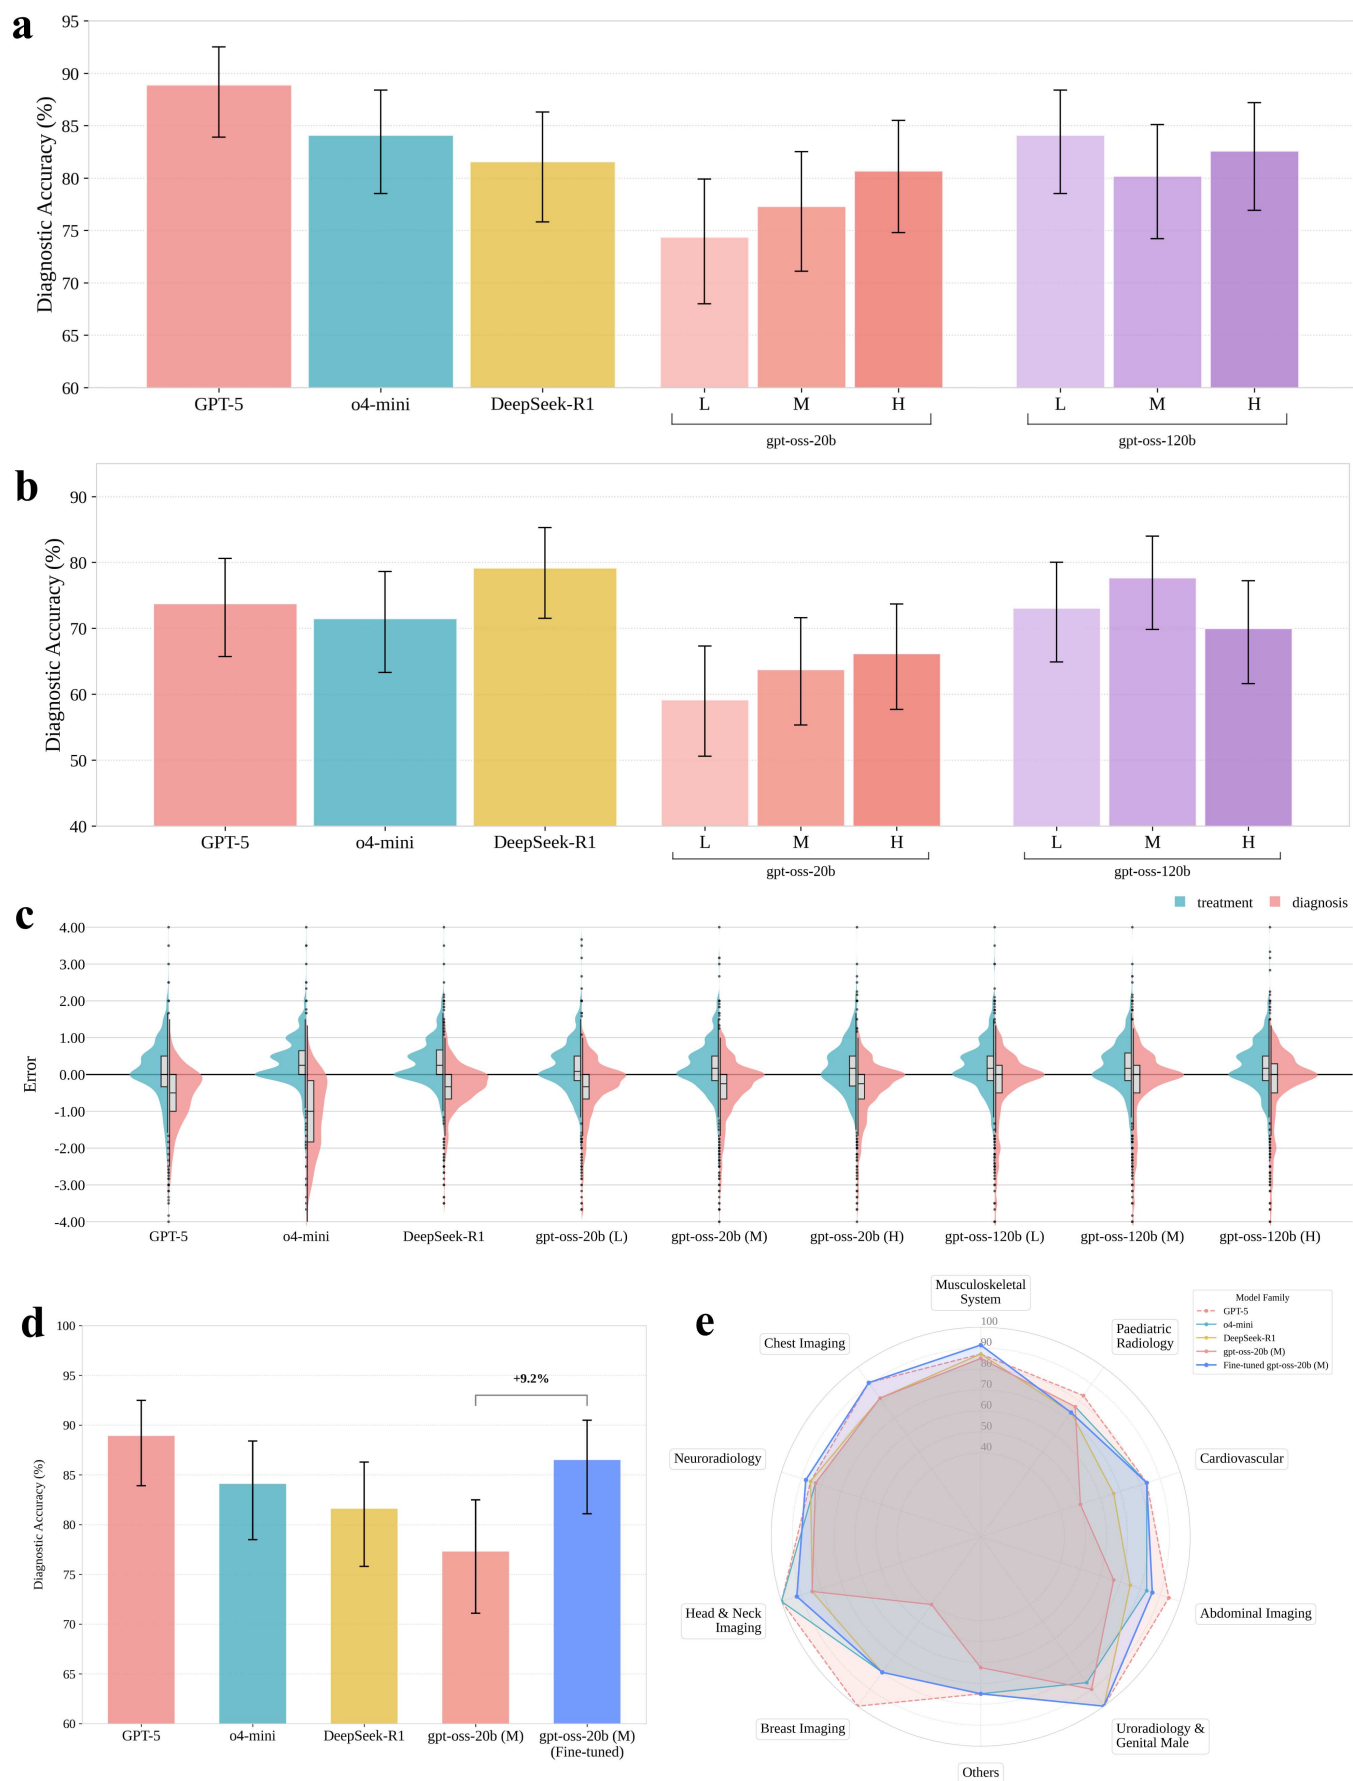 a
95
90
85
80
75
70
65
60
Diagnostic Accuracy (%)
GPT-5
o4-mini
DeepSeek-R1
L
M
H
L
M
H
gpt-oss-20b
gpt-oss-120b
b
90
80
70
60
50
40
Diagnostic Accuracy (%)
GPT-5
o4-mini
DeepSeek-R1
L
M
H
L
M
H
gpt-oss-20b
gpt-oss-120b
c
treatment
diagnosis
4.00
3.00
2.00
1.00
0.00
-1.00
-2.00
-3.00
-4.00
Error
GPT-5
o4-mini
DeepSeek-R1
gpt-oss-20b (L)
gpt-oss-20b (M)
gpt-oss-20b (H)
gpt-oss-120b (L)
gpt-oss-120b (M)
gpt-oss-120b (H)
d
100
95
90
85
80
75
70
65
60
Diagnostic Accuracy (%)
+9.2%
GPT-5
o4-mini
DeepSeek-R1
gpt-oss-20b (M)
gpt-oss-20b (M)
(Fine-tuned)
e
Musculoskeletal
System
Paediatric
Radiology
Cardiovascular
Abdominal Imaging
Uroradiology &
Genital Male
Others
Breast Imaging
Head & Neck
Imaging
Neuroradiology
Chest Imaging
100
90
80
70
60
50
40
Model Family
GPT-5
o4-mini
DeepSeek-R1
gpt-oss-20b (M)
Fine-tuned gpt-oss-20b (M)